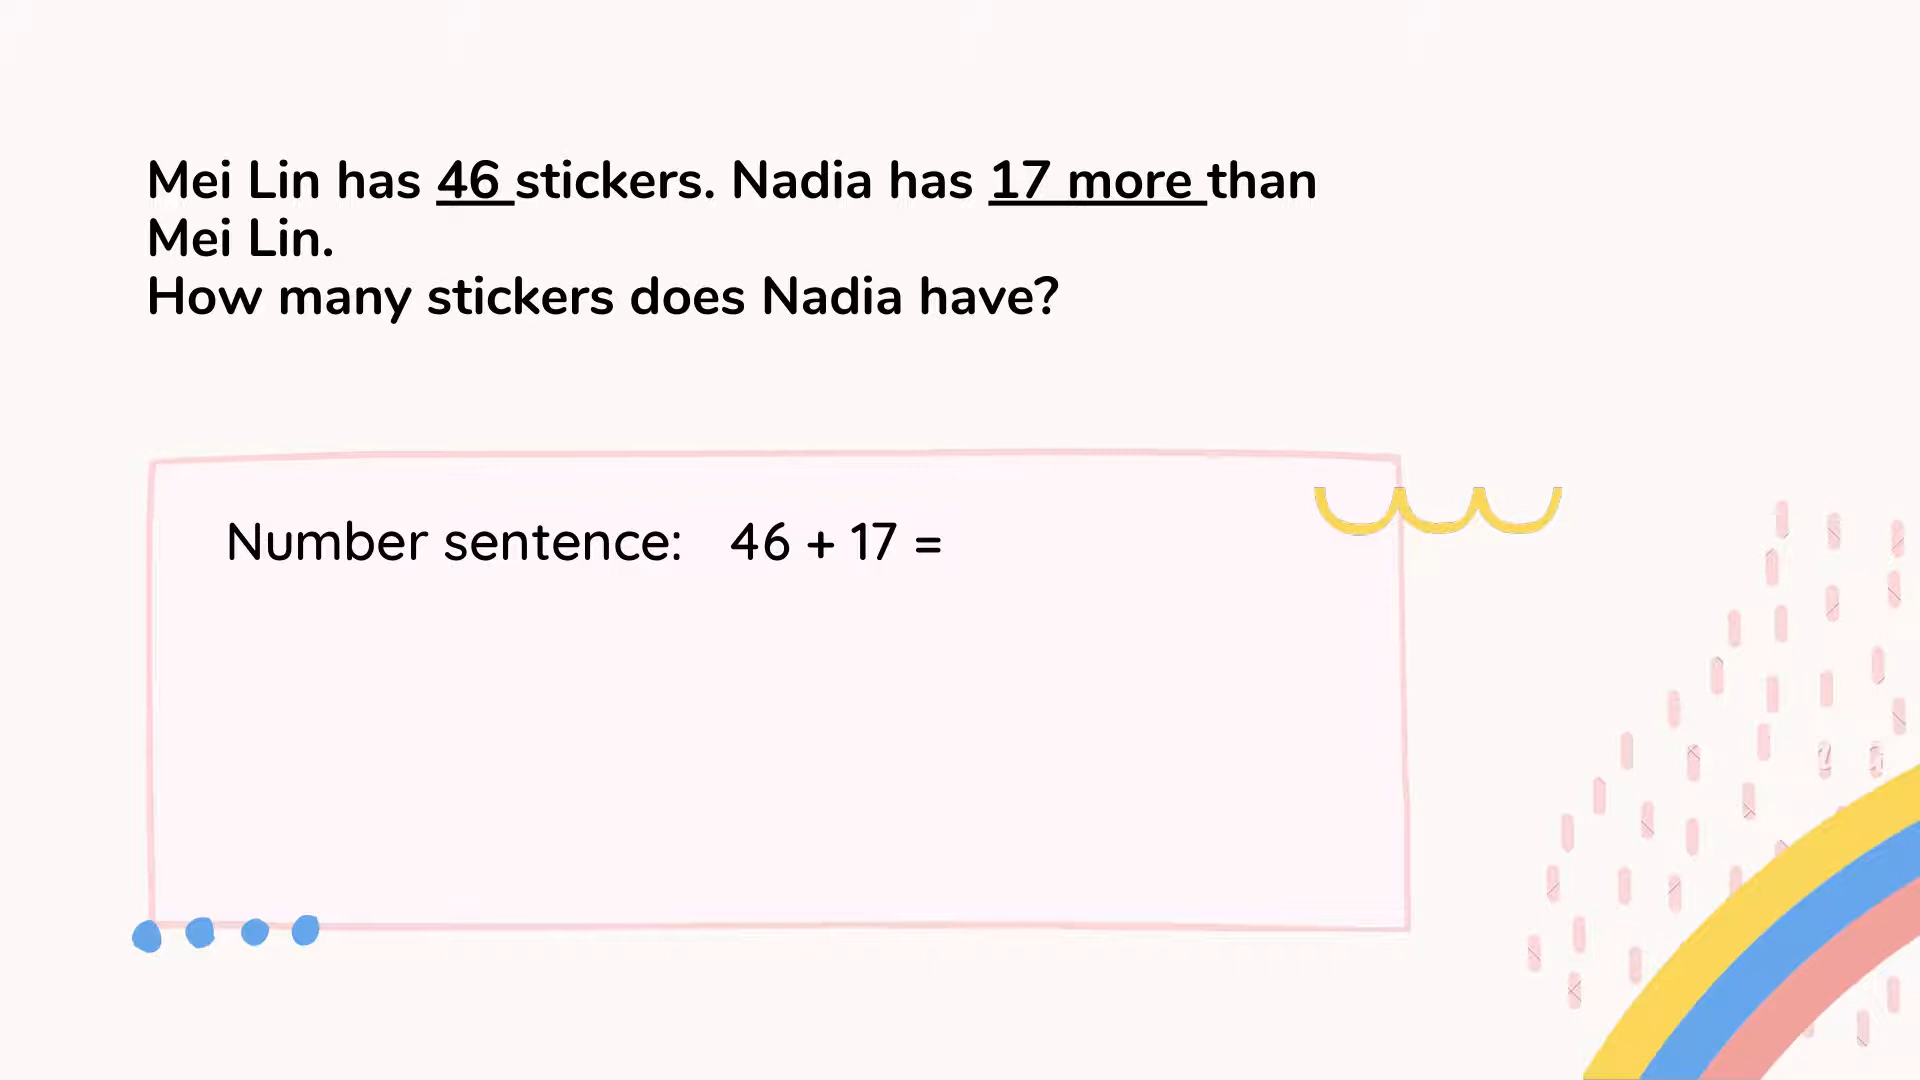 Mei Lin has 46 stickers. Nadia has 17 more than
Mei Lin.
How many stickers does Nadia have?
Number sentence: 46 + 17 =